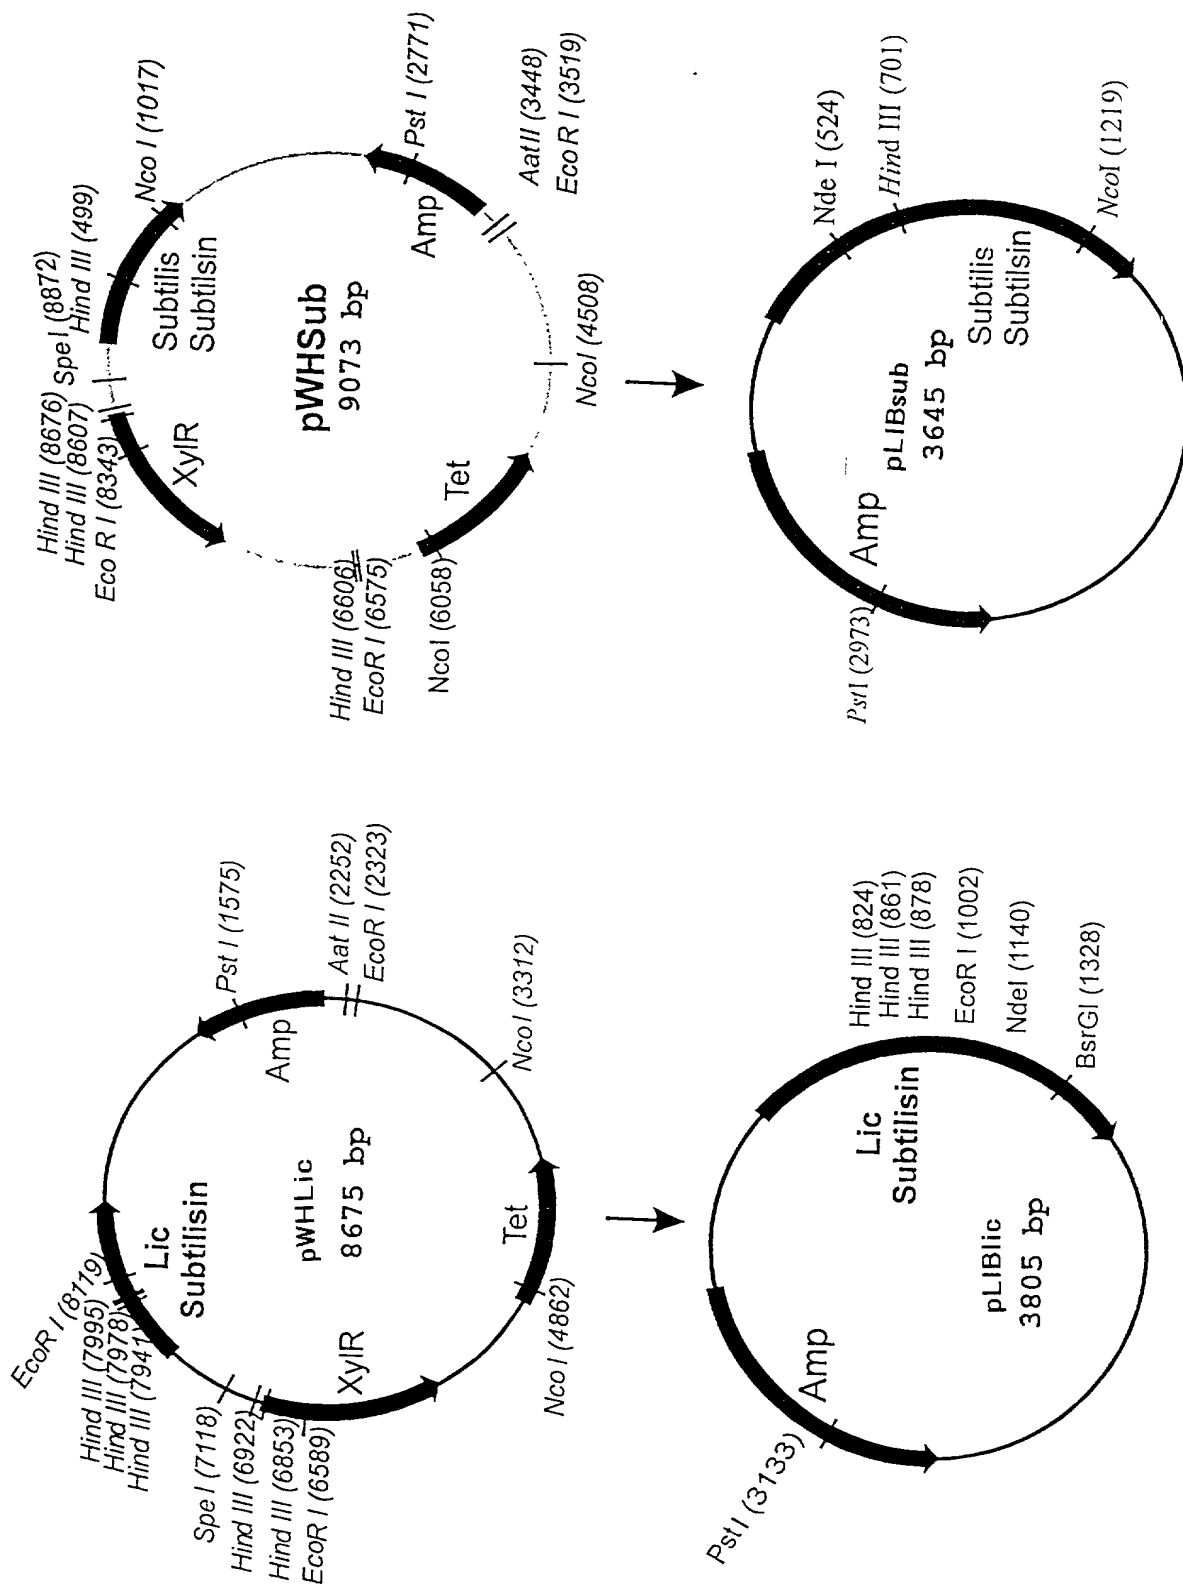 Hind III (8676)
Hind III (8607)
Eco R I (8343)
Spe I (8872)
Hind III (499)
Nco I (1017)
Pst I (2771)
Aat II (3448)
EcoR I (3519)
NcoI (4508)
NcoI (6058)
EcoR I (6575)
Hind III (6606)
XylR
Subtilis
Subtilsin
Amp
Tet
pWHSub
9073 bp
Nde I (524)
Hind III (701)
NcoI (1219)
Pst I (2973)
Amp
Subtilis
Subtilsin
pLIBsub
3645 bp
EcoR I (8119)
Hind III (7995)
Hind III (7978)
Hind III (7941)
Spe I (7118)
Hind III (6922)
Hind III (6853)
EcoR I (6589)
Pst I (1575)
Aat II (2252)
EcoR I (2323)
Nco I (3312)
Nco I (4862)
Lic
Subtilisin
Amp
XylR
Tet
pWHLic
8675 bp
Hind III (824)
Hind III (861)
Hind III (878)
EcoR I (1002)
NdeI (1140)
BsrGI (1328)
Pst I (3133)
Amp
Lic
Subtilisin
pLIBlic
3805 bp